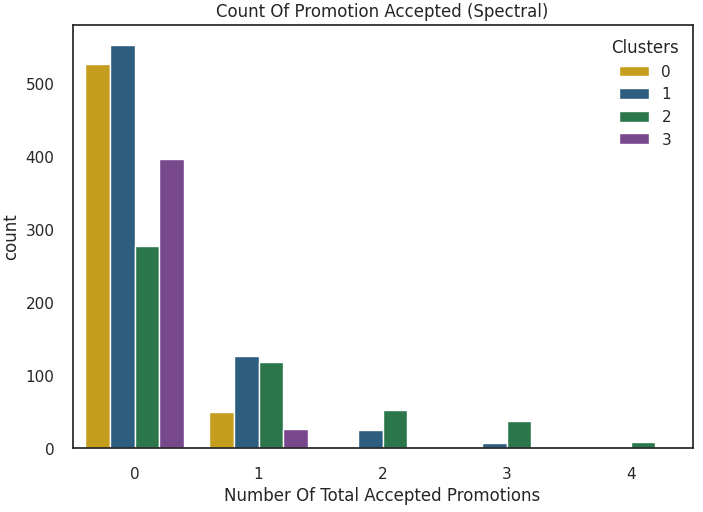 Count Of Promotion Accepted (Spectral)
Clusters
0
1
2
3
500
400
300
200
100
0
count
0 1 2 3 4
Number Of Total Accepted Promotions